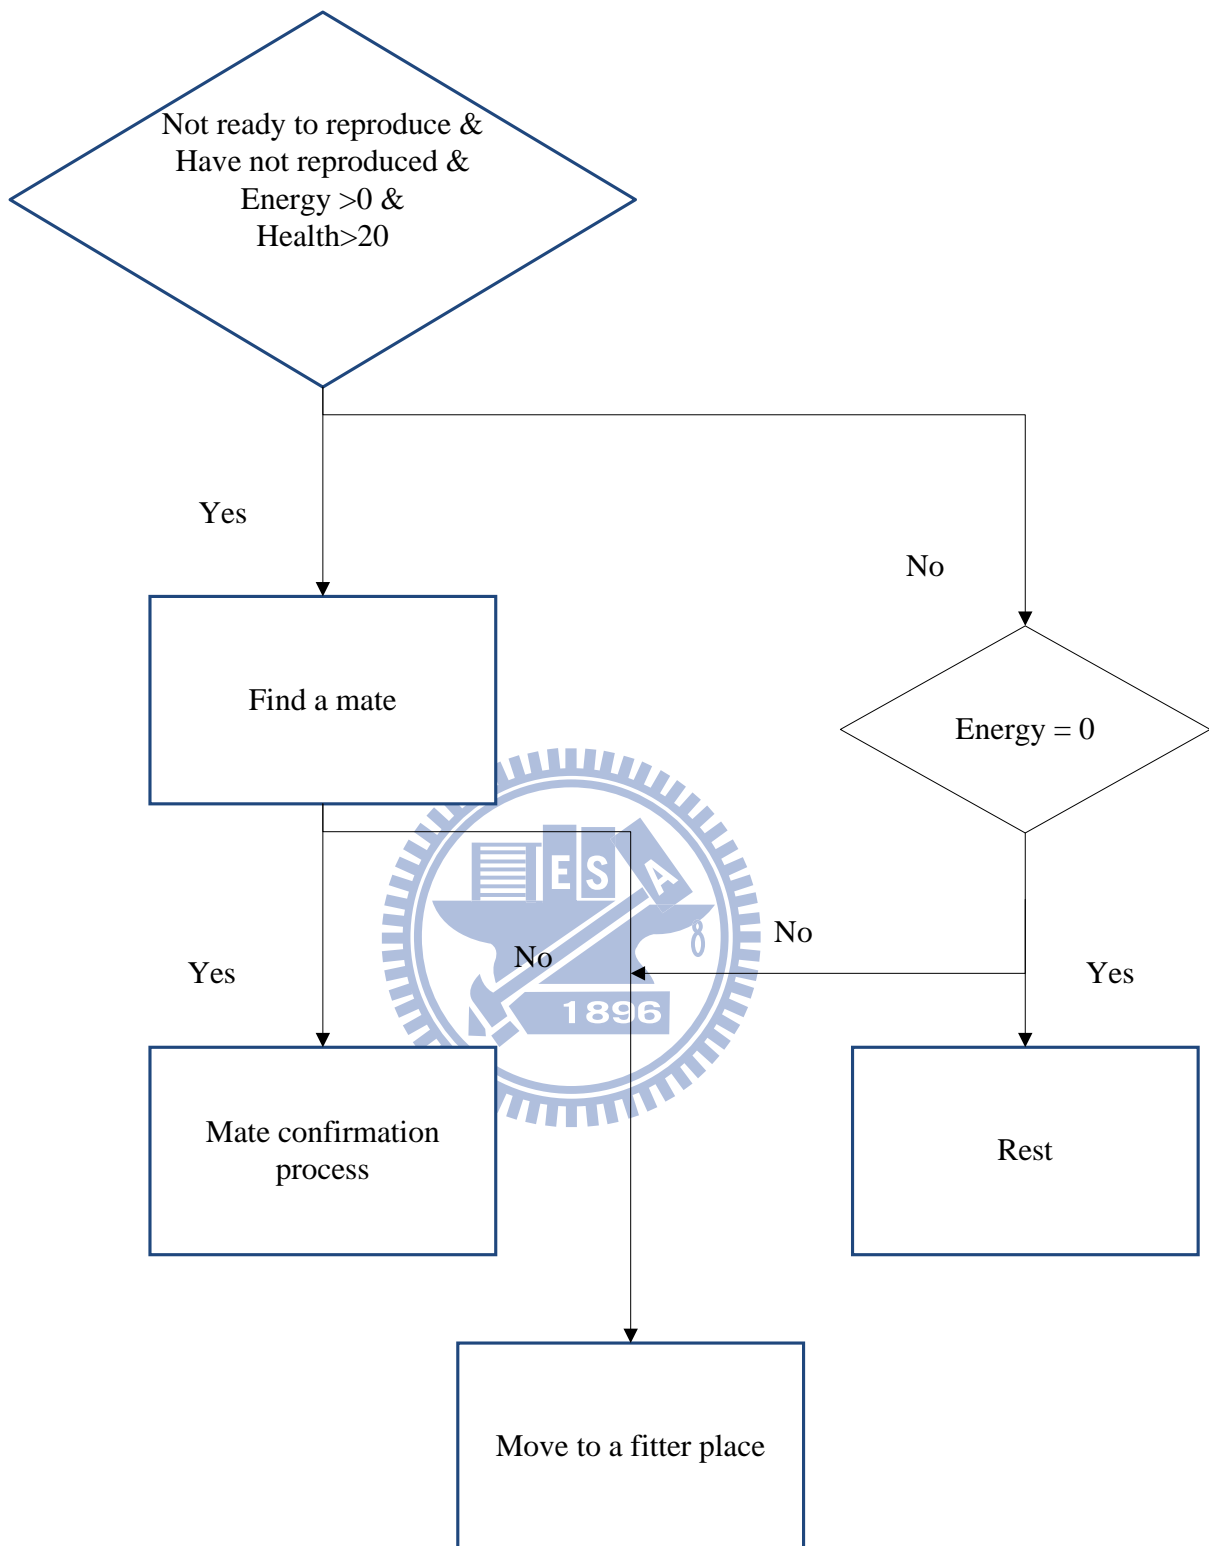 Not ready to reproduce &
Have not reproduced &
Energy >0 &
Health>20
Yes
No
Find a mate
Energy = 0
E S A
8
No
No
Yes
Yes
1896
Mate confirmation
process
Rest
Move to a fitter place